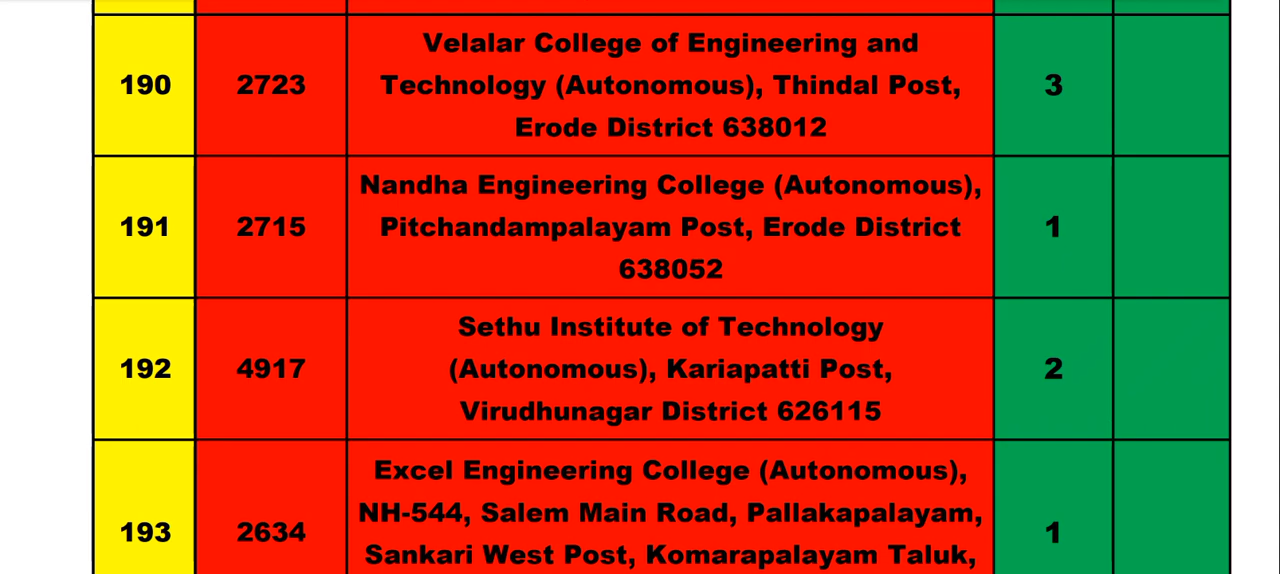 190 2723 Velalar College of Engineering and
Technology (Autonomous), Thindal Post,
Erode District 638012 3
191 2715 Nandha Engineering College (Autonomous),
Pitchandampalayam Post, Erode District
638052 1
192 4917 Sethu Institute of Technology
(Autonomous), Kariapatti Post,
Virudhunagar District 626115 2
193 2634 Excel Engineering College (Autonomous),
NH-544, Salem Main Road, Pallakapalayam,
Sankari West Post, Komarapalayam Taluk, 1